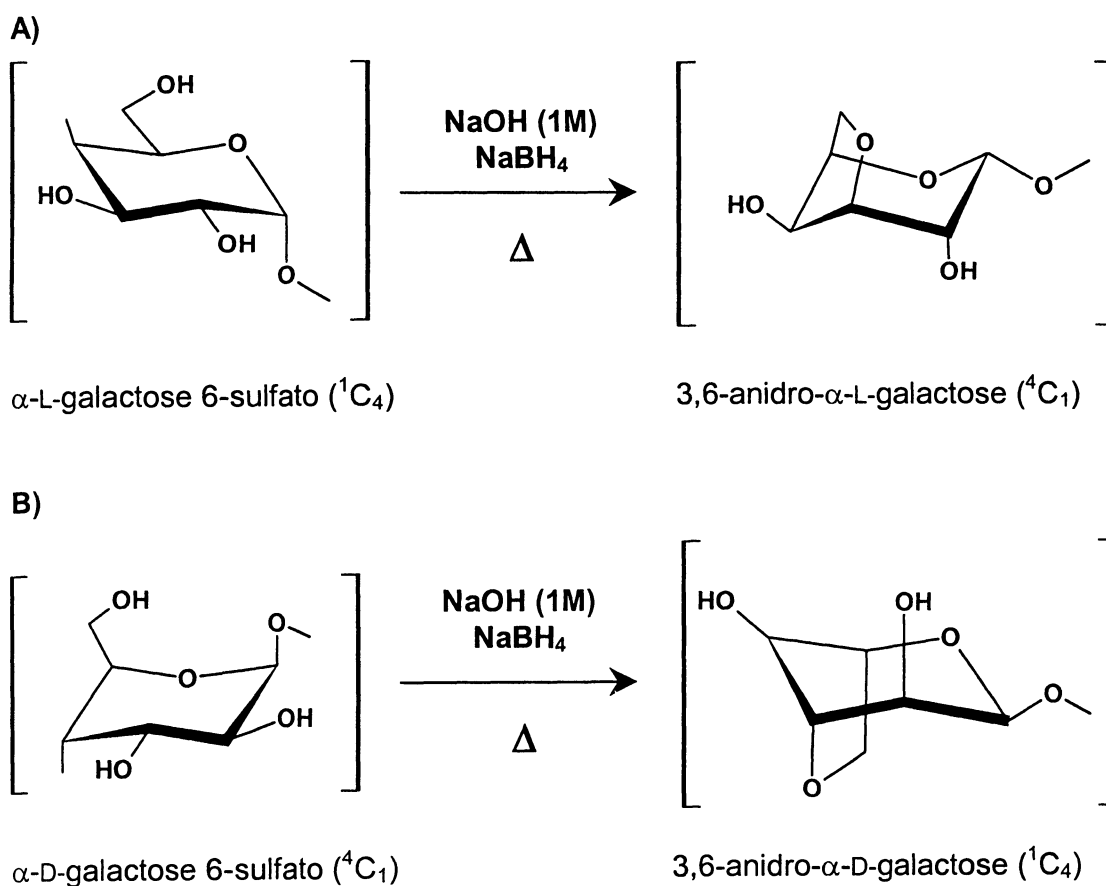 A)
OH
O
HO
OH
O
NaOH (1M)
NaBH₄
Δ
O
O
O
HO
OH
α-L-galactose 6-sulfato (¹C₄)
3,6-anidro-α-L-galactose (⁴C₁)
B)
OH
O
O
OH
HO
NaOH (1M)
NaBH₄
Δ
HO
OH
O
O
O
α-D-galactose 6-sulfato (⁴C₁)
3,6-anidro-α-D-galactose (¹C₄)